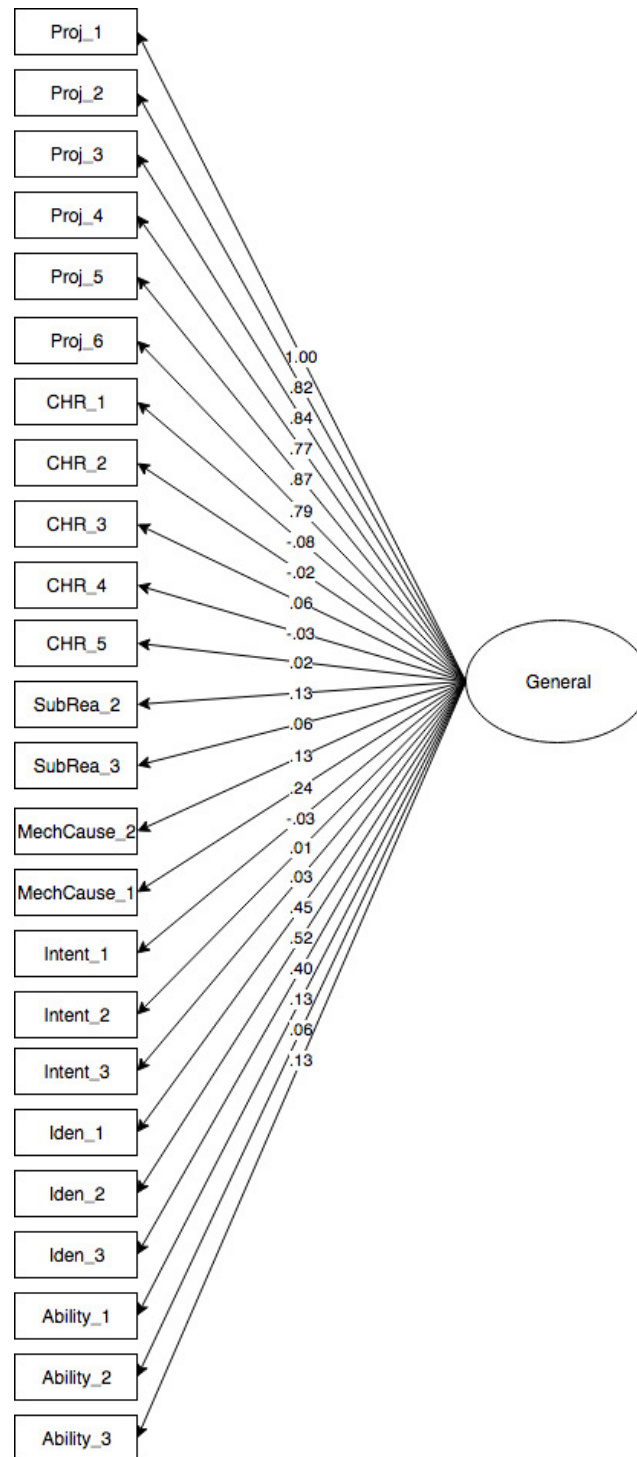 Proj_1
Proj_2
Proj_3
Proj_4
Proj_5
Proj_6
CHR_1
CHR_2
CHR_3
CHR_4
CHR_5
SubRea_2
SubRea_3
MechCause_2
MechCause_1
Intent_1
Intent_2
Intent_3
Iden_1
Iden_2
Iden_3
Ability_1
Ability_2
Ability_3
1.00
.82
.84
.77
.87
.79
-.08
-.02
.06
-.03
.02
.13
.06
.13
.24
-.03
.01
.03
.45
.52
.40
.13
.06
.13
General